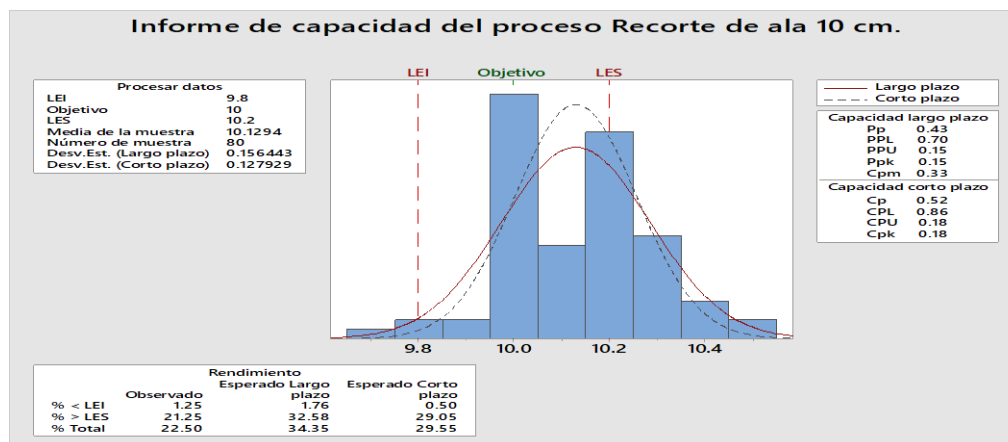 Informe de capacidad del proceso Recorte de ala 10 cm.
LEI Objetivo LES
Procesar datos
LEI 9.8
Objetivo 10
LES 10.2
Media de la muestra 10.1294
Número de muestra 80
Desv.Est. (Largo plazo) 0.156443
Desv.Est. (Corto plazo) 0.127929
Largo plazo
Corto plazo
Capacidad largo plazo
Pp 0.43
PPL 0.70
PPU 0.15
Ppk 0.15
Cpm 0.33
Capacidad corto plazo
Cp 0.52
CPL 0.86
CPU 0.18
Cpk 0.18
9.8 10.0 10.2 10.4
Rendimiento
Esperado Largo Esperado Corto
Observado plazo plazo
% < LEI 1.25 1.76 0.50
% > LES 21.25 32.58 29.05
% Total 22.50 34.35 29.55